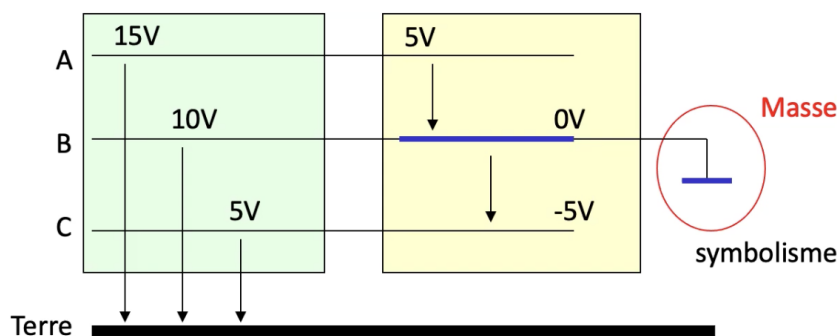 15V
5V
A
Masse
10V
0V
B
5V
-5V
C
symbolisme
Terre